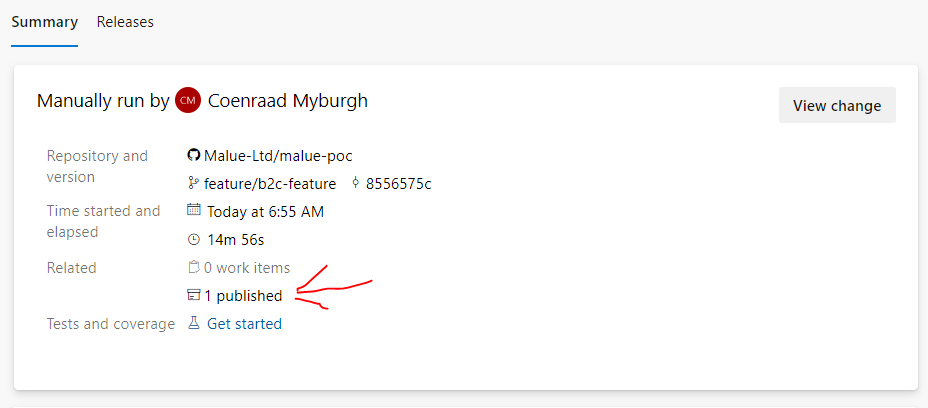 Summary Releases
Manually run by CM Coenraad Myburgh
View change
Repository and version
Malue-Ltd/malue-poc
feature/b2c-feature 8556575c
Time started and elapsed
Today at 6:55 AM
14m 56s
Related
0 work items
1 published
Tests and coverage
Get started